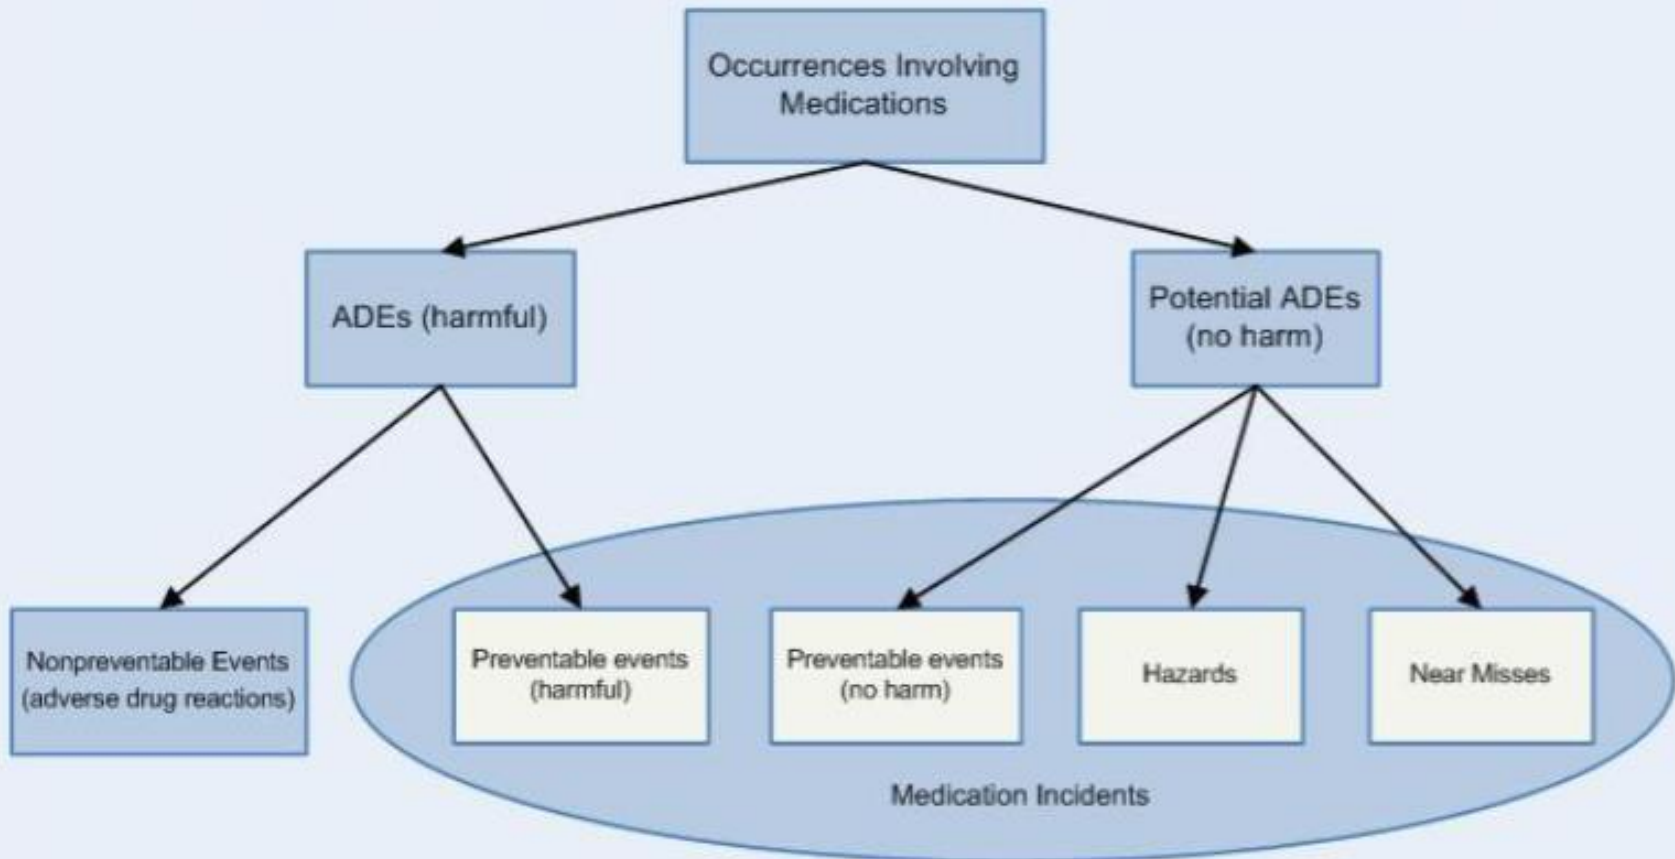 Occurrences Involving
Medications
ADEs (harmful)
Potential ADEs
(no harm)
Nonpreventable Events
(adverse drug reactions)
Preventable events
(harmful)
Preventable events
(no harm)
Hazards
Near Misses
Medication Incidents